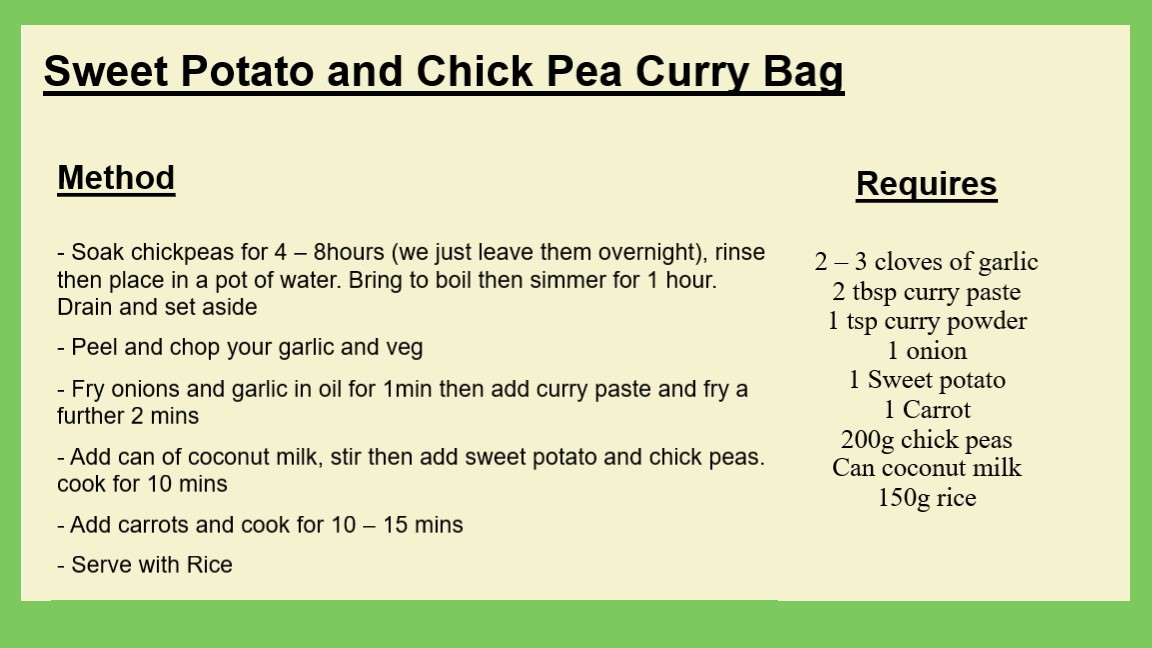 Sweet Potato and Chick Pea Curry Bag
Method
- Soak chickpeas for 4 – 8hours (we just leave them overnight), rinse
then place in a pot of water. Bring to boil then simmer for 1 hour.
Drain and set aside
- Peel and chop your garlic and veg
- Fry onions and garlic in oil for 1min then add curry paste and fry a
further 2 mins
- Add can of coconut milk, stir then add sweet potato and chick peas.
cook for 10 mins
- Add carrots and cook for 10 – 15 mins
- Serve with Rice
Requires
2 – 3 cloves of garlic
2 tbsp curry paste
1 tsp curry powder
1 onion
1 Sweet potato
1 Carrot
200g chick peas
Can coconut milk
150g rice